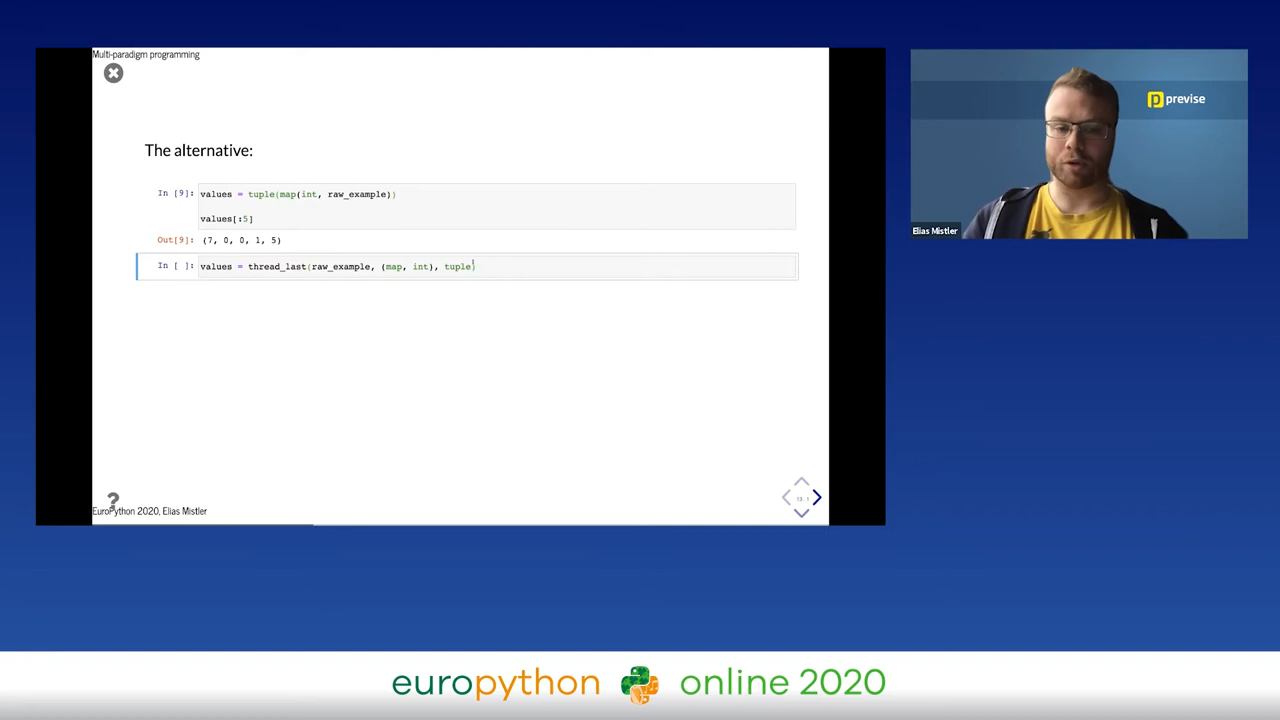 Multi-paradigm programming
The alternative:
In [9]: values = tuple(map(int, raw_example))
values[:5]
Out[9]: (7, 0, 0, 1, 5)
In [ ]: values = thread_last(raw_example, (map, int), tuple)
?
13.1
EuroPython 2020, Elias Mistler
previse
Elias Mistler
europython online 2020